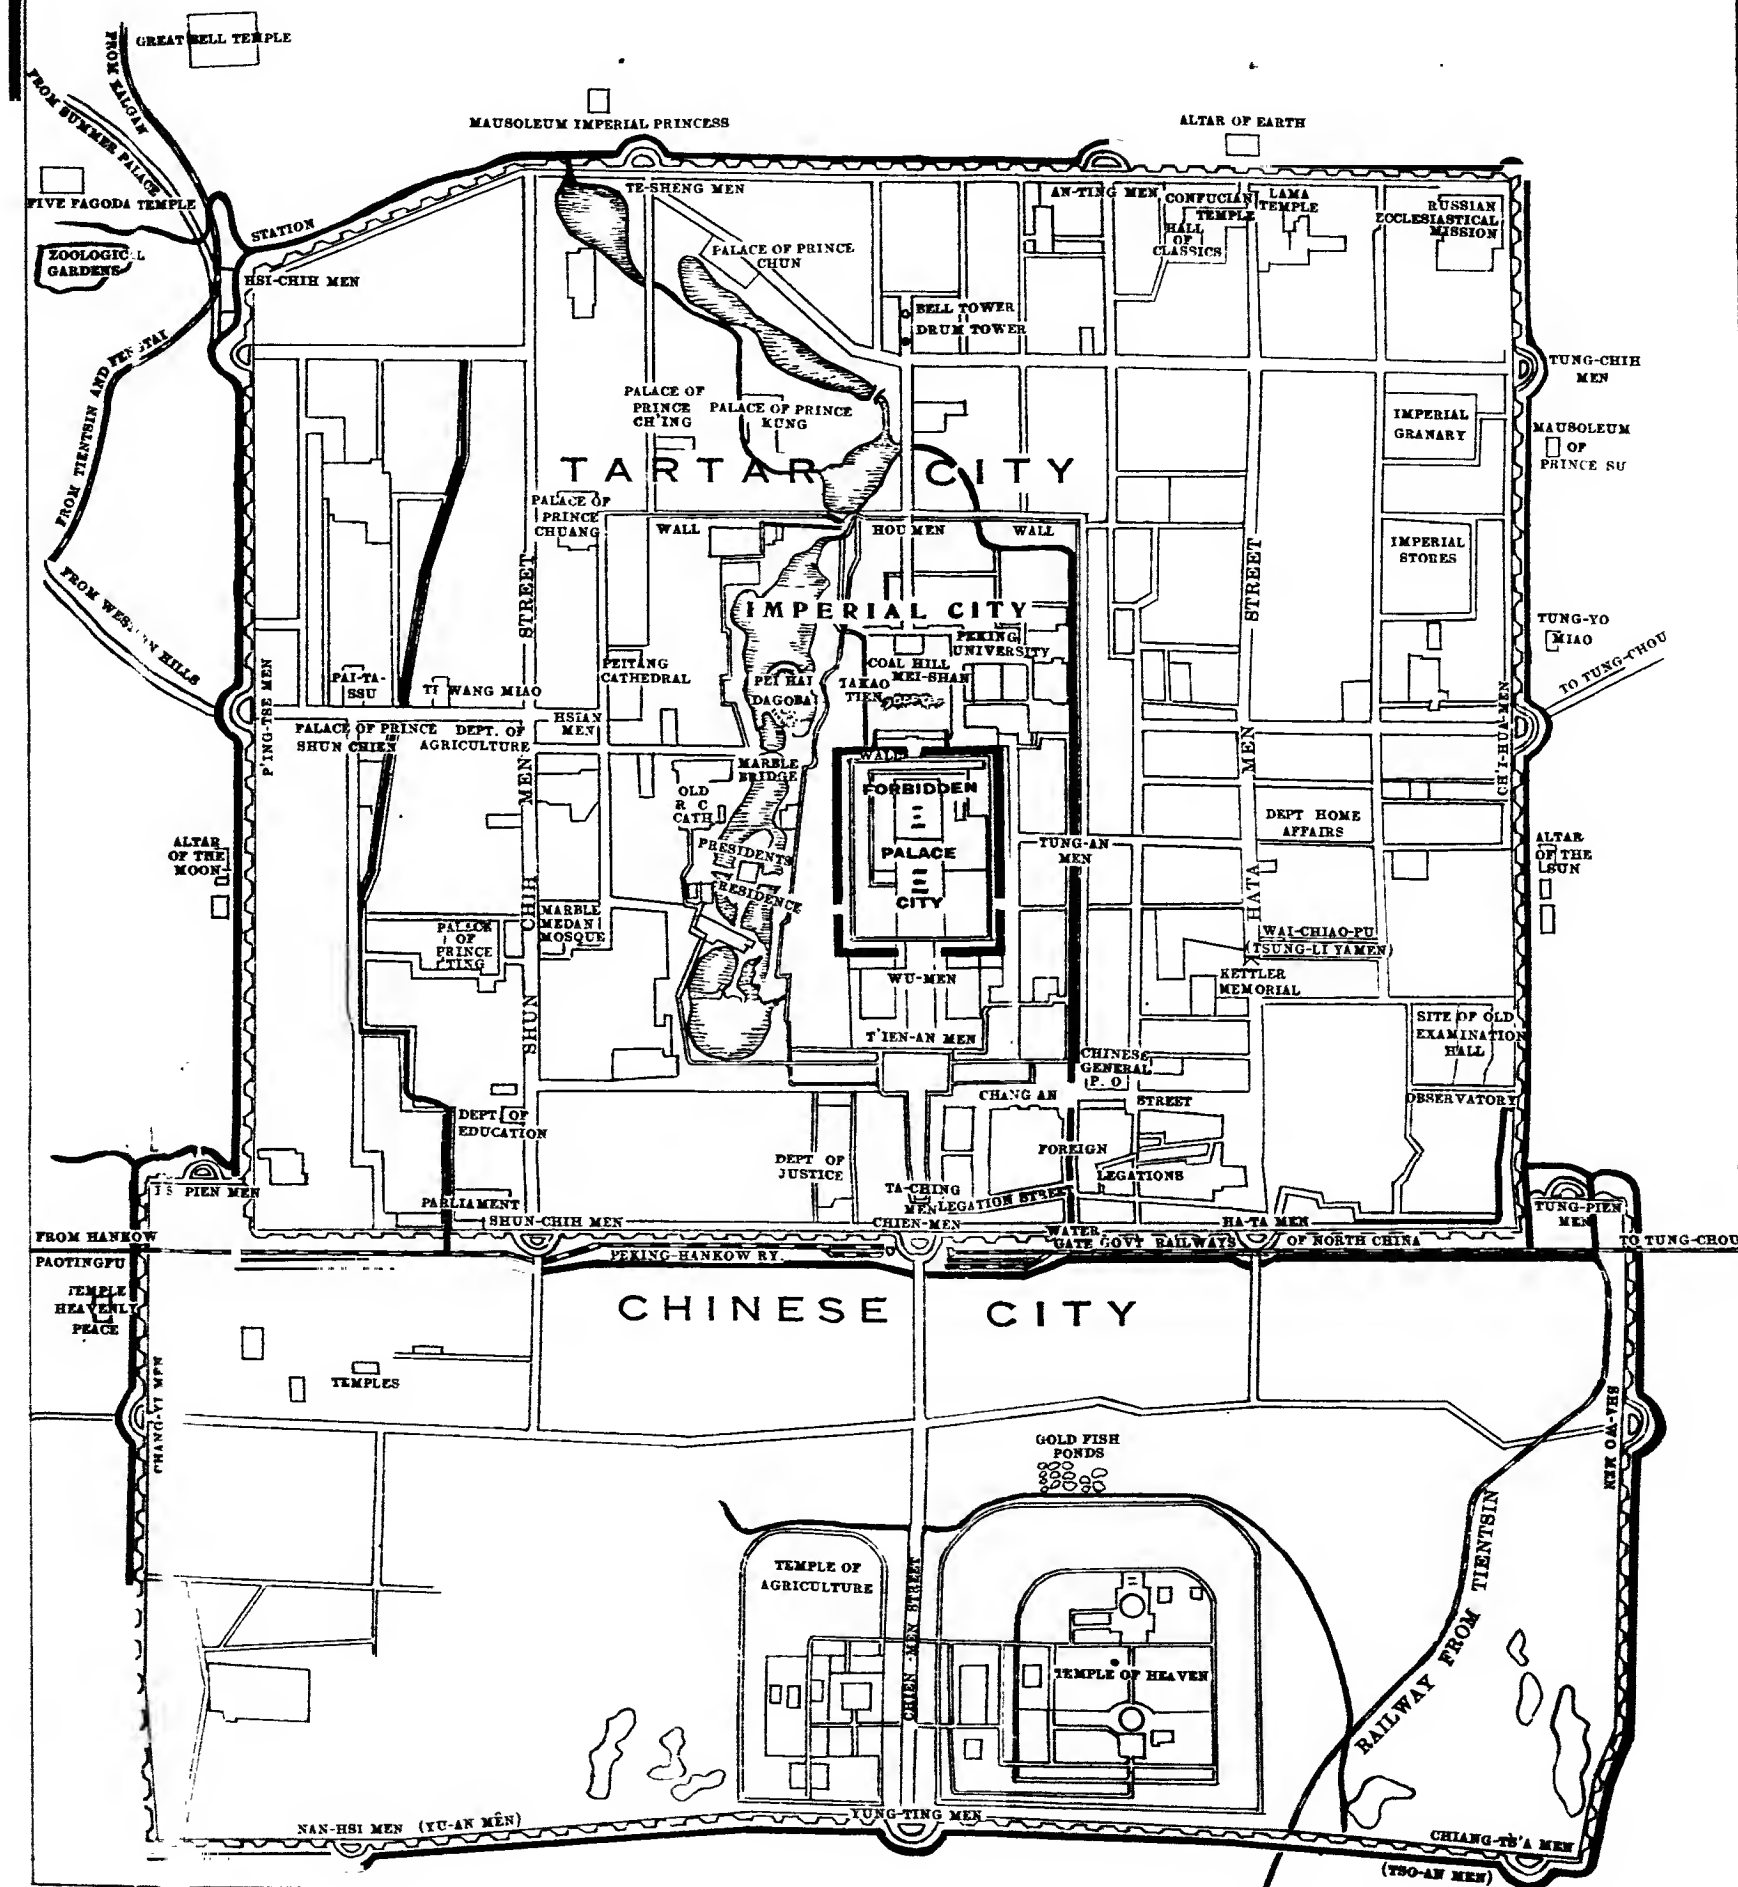 GREAT BELL TEMPLE
FROM KALGAN
FROM SUMMER PALACE
MAUSOLEUM IMPERIAL PRINCESS
ALTAR OF EARTH
FIVE PAGODA TEMPLE
STATION
ZOOLOGICAL
GARDENS
HSI-CHIH MEN
TE-SHENG MEN
AN-TING MEN
CONFUCIAN
TEMPLE
LAMA
TEMPLE
HALL
OF
CLASSICS
RUSSIAN
ECCLESIASTICAL
MISSION
PALACE OF PRINCE
CHUN
BELL TOWER
DRUM TOWER
FROM TIENTSIN AND FENGTAI
TUNG-CHIH
MEN
PALACE OF
PRINCE
CH'ING
PALACE OF PRINCE
KUNG
IMPERIAL
GRANARY
MAUSOLEUM
OF
PRINCE SU
TARTAR CITY
PALACE OF
PRINCE
CHUANG
WALL
HOU MEN
WALL
IMPERIAL
STORES
STREET
STREET
FROM WESTERN HILLS
IMPERIAL CITY
PEKING
UNIVERSITY
TUNG-YO
MIAO
TO TUNG-CHOU
PEITANG
CATHEDRAL
COAL HILL
MEI-SHAN
PEI HAI
DAGOBA
TAKAO
TIEN
PAI-TA-
SSU
TI WANG MIAO
P'ING-TSE MEN
HSIAN
MEN
PALACE OF PRINCE
SHUN CHIEN
DEPT. OF
AGRICULTURE
MEN
MEN
CH'I-HUA-MEN
MARBLE
BRIDGE
WALL
OLD
R C
CATH
FORBIDDEN
PALACE
CITY
DEPT HOME
AFFAIRS
TUNG-AN
MEN
ALTAR
OF THE
MOON
ALTAR
OF THE
SUN
PRESIDENTS
RESIDENCE
CHIH
HATA
MARBLE
MEDAN
MOSQUE
PALACE
OF
PRINCE
TING
WAI-CHIAO-PU
(TSUNG-LI YAMEN)
KETTLER
MEMORIAL
WU-MEN
SHUN
T'IEN-AN MEN
SITE OF OLD
EXAMINATION
HALL
CHINESE
GENERAL
P. O
CHANG AN
STREET
OBSERVATORY
DEPT OF
EDUCATION
DEPT OF
JUSTICE
FOREIGN
LEGATIONS
TA-CHING
MEN
LEGATION STREET
PIEN MEN
PARLIAMENT
SHUN-CHIH MEN
CHIEN-MEN
WATER
GATE
HA-TA MEN
TUNG-PIEN
MEN
FROM HANKOW
PAOTINGFU
PEKING-HANKOW RY.
GOVT RAILWAYS OF NORTH CHINA
TO TUNG-CHOU
TEMPLE
HEAVENLY
PEACE
CHINESE CITY
TEMPLES
CHANG-YI MEN
SHA-WO MEN
GOLD FISH
PONDS
RAILWAY FROM TIENTSIN
TEMPLE OF
AGRICULTURE
CHIEN-MEN STREET
TEMPLE OF HEAVEN
NAN-HSI MEN (YU-AN MÊN)
YUNG-TING MEN
CHIANG-TS'A MEN
(TSO-AN MEN)